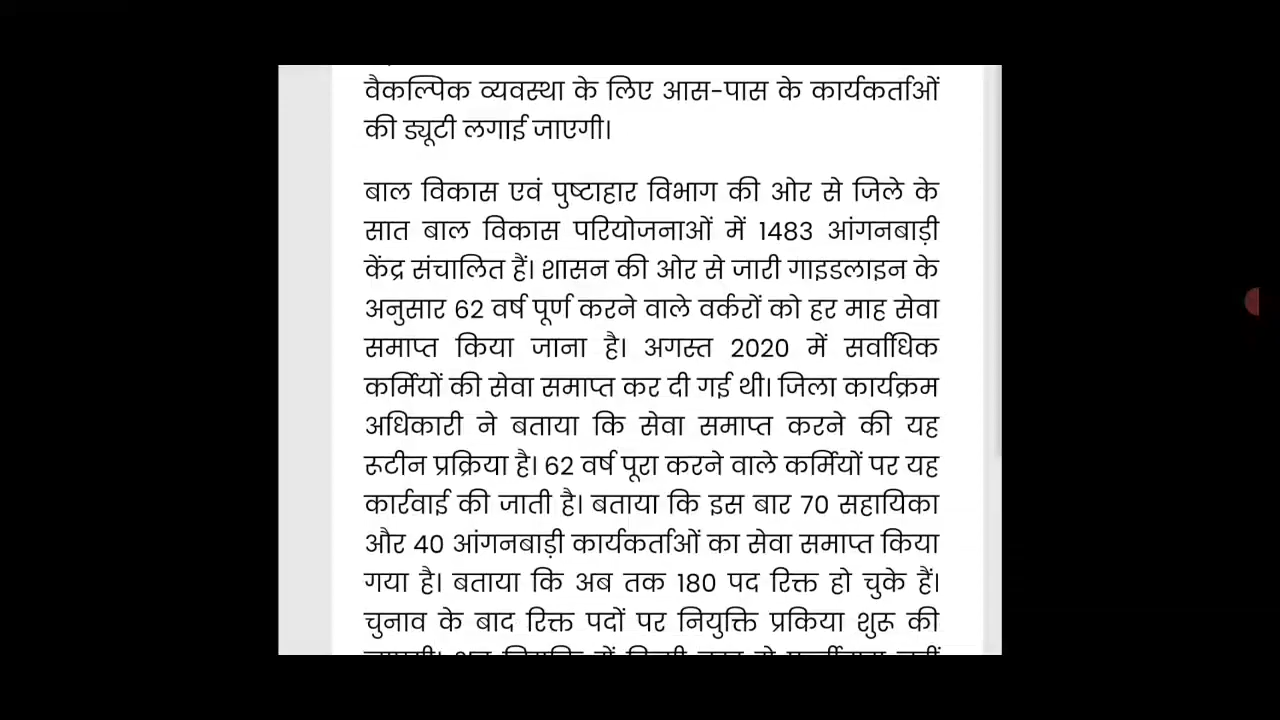 वैकल्पिक व्यवस्था के लिए आस-पास के कार्यकर्ताओं
की ड्यूटी लगाई जाएगी।
बाल विकास एवं पुष्टाहार विभाग की ओर से जिले के
सात बाल विकास परियोजनाओं में 1483 आंगनबाड़ी
केंद्र संचालित हैं। शासन की ओर से जारी गाइडलाइन के
अनुसार 62 वर्ष पूर्ण करने वाले वर्करों को हर माह सेवा
समाप्त किया जाना है। अगस्त 2020 में सर्वाधिक
कर्मियों की सेवा समाप्त कर दी गई थी। जिला कार्यक्रम
अधिकारी ने बताया कि सेवा समाप्त करने की यह
रूटीन प्रक्रिया है। 62 वर्ष पूरा करने वाले कर्मियों पर यह
कार्रवाई की जाती है। बताया कि इस बार 70 सहायिका
और 40 आंगनबाड़ी कार्यकर्ताओं का सेवा समाप्त किया
गया है। बताया कि अब तक 180 पद रिक्त हो चुके हैं।
चुनाव के बाद रिक्त पदों पर नियुक्ति प्रकिया शुरू की